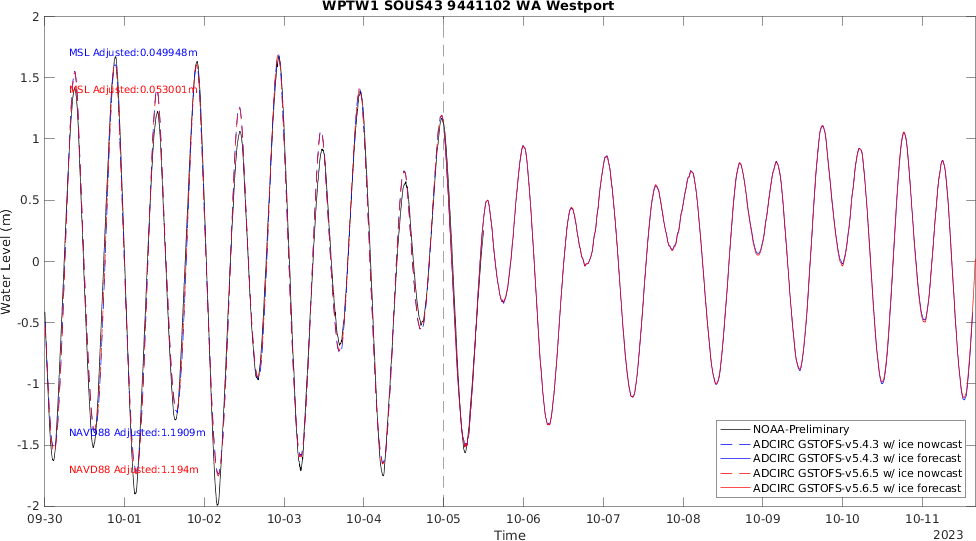 WPTW1 SOUS43 9441102 WA Westport
Water Level (m)
2
1.5
1
0.5
0
-0.5
-1
-1.5
-2
MSL Adjusted:0.049948m
MSL Adjusted:0.053001m
NAVD88 Adjusted:1.1909m
NAVD88 Adjusted:1.194m
NOAA-Preliminary
ADCIRC GSTOFS-v5.4.3 w/ ice nowcast
ADCIRC GSTOFS-v5.4.3 w/ ice forecast
ADCIRC GSTOFS-v5.6.5 w/ ice nowcast
ADCIRC GSTOFS-v5.6.5 w/ ice forecast
09-30 10-01 10-02 10-03 10-04 10-05 10-06 10-07 10-08 10-09 10-10 10-11
Time
2023